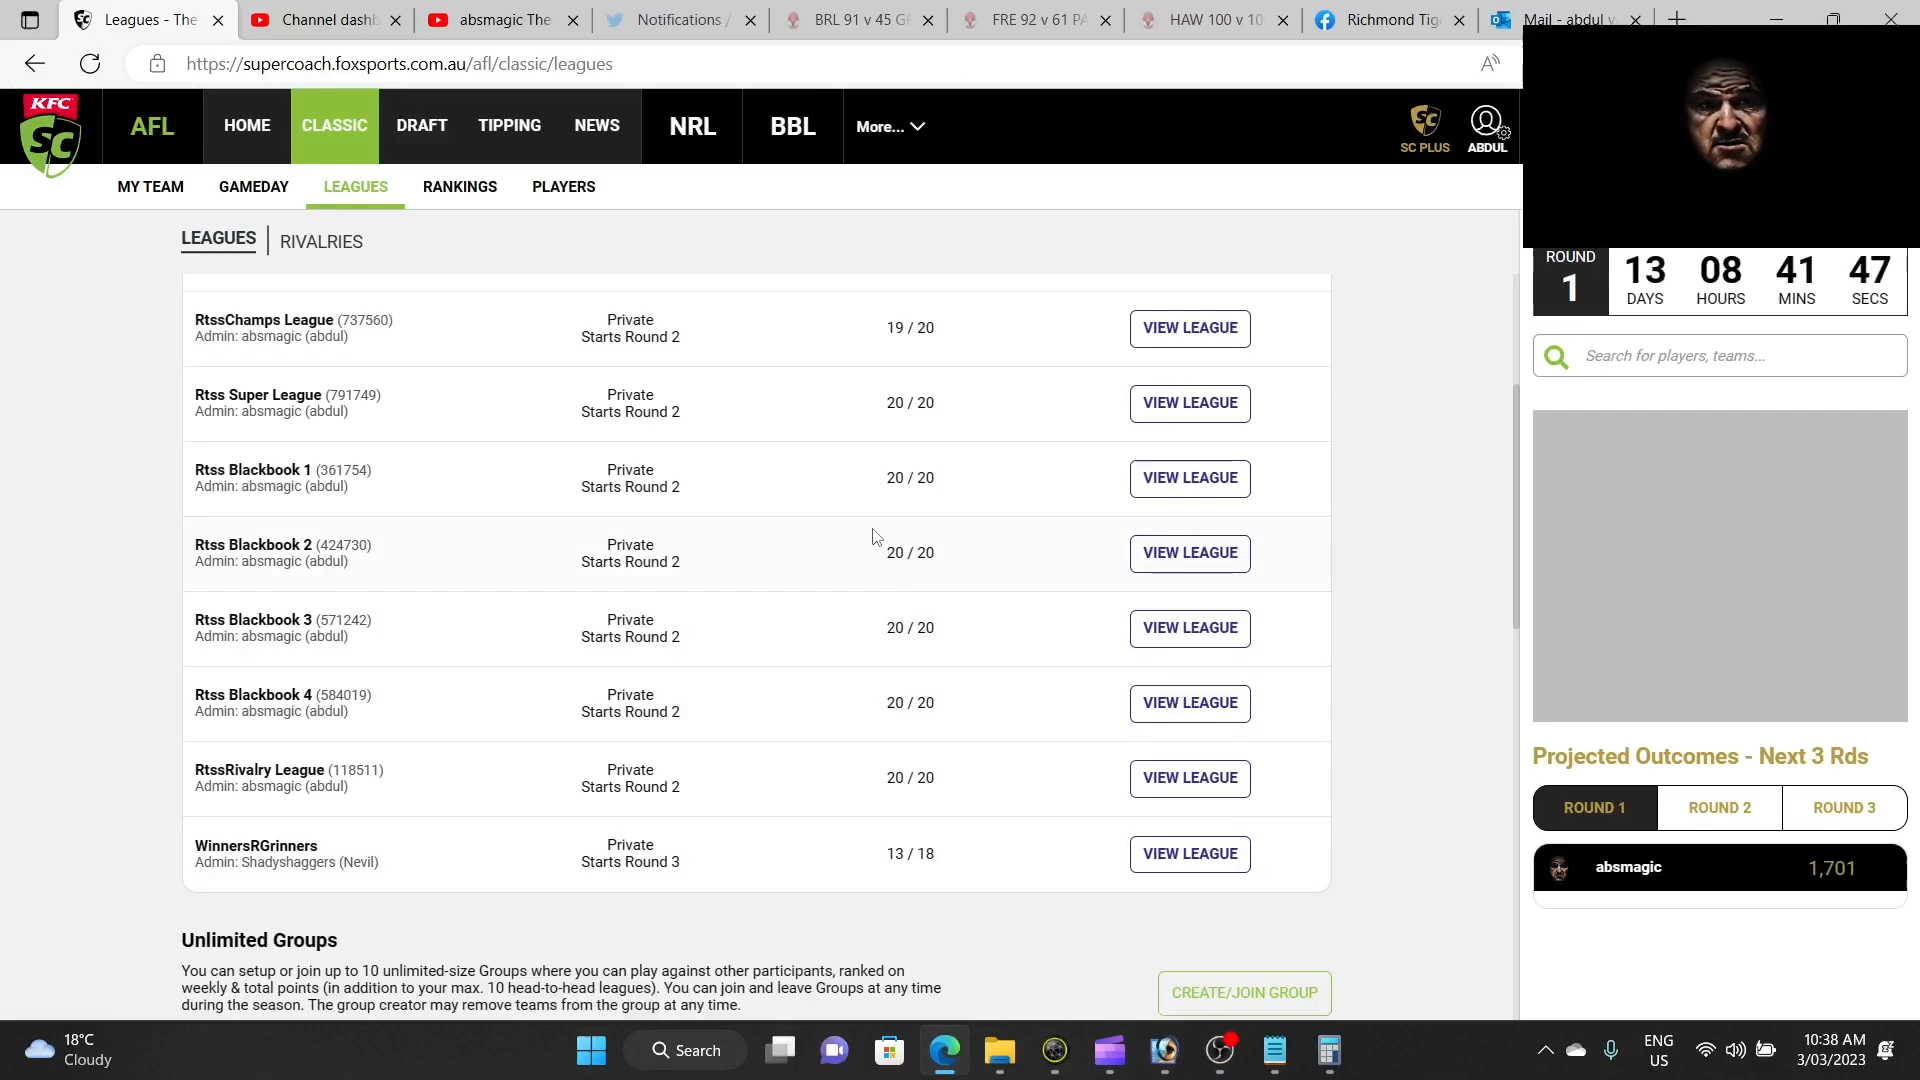 Leagues - The
Channel dashb
absmagic The
Notifications /
BRL 91 v 45 G
FRE 92 v 61 PA
HAW 100 v 10
Richmond Tig
Mail - abdul
https://supercoach.foxsports.com.au/afl/classic/leagues
KFC
SC
AFL
HOME
CLASSIC
DRAFT
TIPPING
NEWS
NRL
BBL
More...
SC
SC PLUS
ABDUL
MY TEAM
GAMEDAY
LEAGUES
RANKINGS
PLAYERS
LEAGUES
RIVALRIES
RtssChamps League (737560)
Admin: absmagic (abdul)
Private
Starts Round 2
19 / 20
VIEW LEAGUE
Rtss Super League (791749)
Admin: absmagic (abdul)
Private
Starts Round 2
20 / 20
VIEW LEAGUE
Rtss Blackbook 1 (361754)
Admin: absmagic (abdul)
Private
Starts Round 2
20 / 20
VIEW LEAGUE
Rtss Blackbook 2 (424730)
Admin: absmagic (abdul)
Private
Starts Round 2
20 / 20
VIEW LEAGUE
Rtss Blackbook 3 (571242)
Admin: absmagic (abdul)
Private
Starts Round 2
20 / 20
VIEW LEAGUE
Rtss Blackbook 4 (584019)
Admin: absmagic (abdul)
Private
Starts Round 2
20 / 20
VIEW LEAGUE
RtssRivalry League (118511)
Admin: absmagic (abdul)
Private
Starts Round 2
20 / 20
VIEW LEAGUE
WinnersRGrinners
Admin: Shadyshaggers (Nevil)
Private
Starts Round 3
13 / 18
VIEW LEAGUE
Unlimited Groups
You can setup or join up to 10 unlimited-size Groups where you can play against other participants, ranked on
weekly & total points (in addition to your max. 10 head-to-head leagues). You can join and leave Groups at any time
during the season. The group creator may remove teams from the group at any time.
CREATE/JOIN GROUP
ROUND
1
13
DAYS
08
HOURS
41
MINS
47
SECS
Search for players, teams...
Projected Outcomes - Next 3 Rds
ROUND 1
ROUND 2
ROUND 3
absmagic
1,701
18°C
Cloudy
Search
ENG
US
10:38 AM
3/03/2023